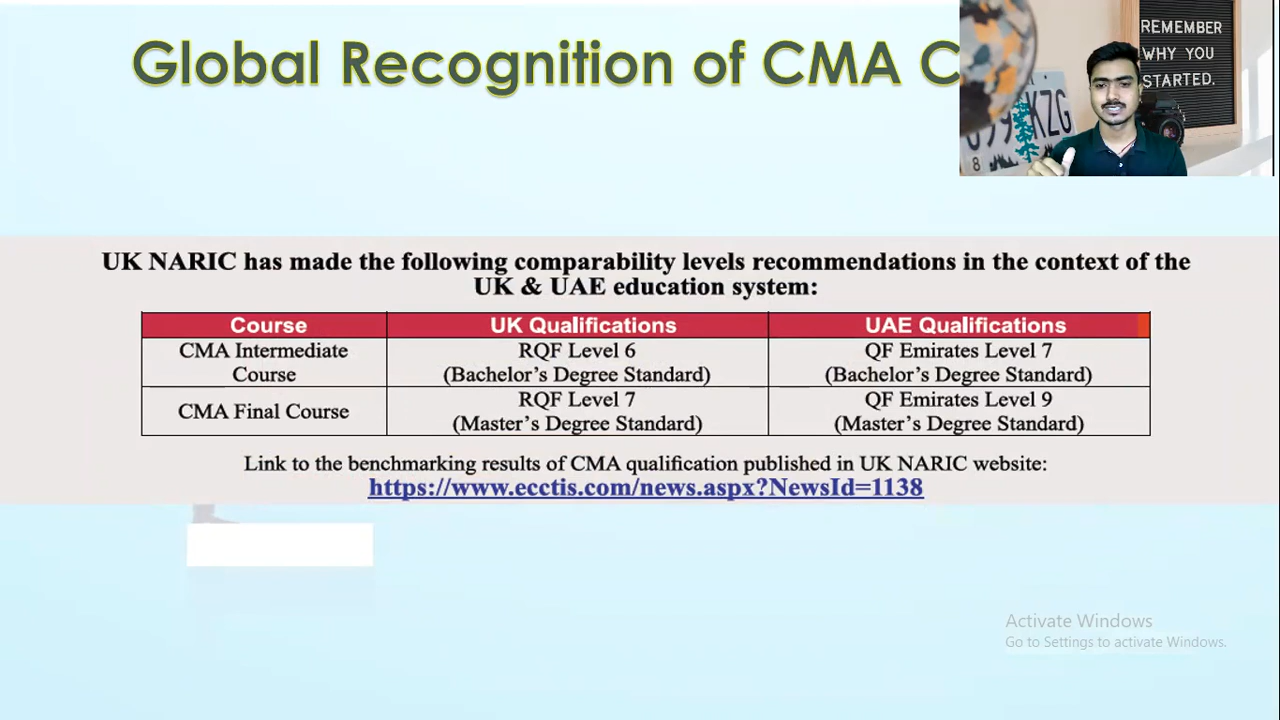 Global Recognition of CMA C
REMEMBER
WHY YOU
STARTED.
KZG
8
UK NARIC has made the following comparability levels recommendations in the context of the
UK & UAE education system:
Course UK Qualifications UAE Qualifications
CMA Intermediate Course RQF Level 6 (Bachelor's Degree Standard) QF Emirates Level 7 (Bachelor's Degree Standard)
CMA Final Course RQF Level 7 (Master's Degree Standard) QF Emirates Level 9 (Master's Degree Standard)
Link to the benchmarking results of CMA qualification published in UK NARIC website:
https://www.ecctis.com/news.aspx?NewsId=1138
Activate Windows
Go to Settings to activate Windows.